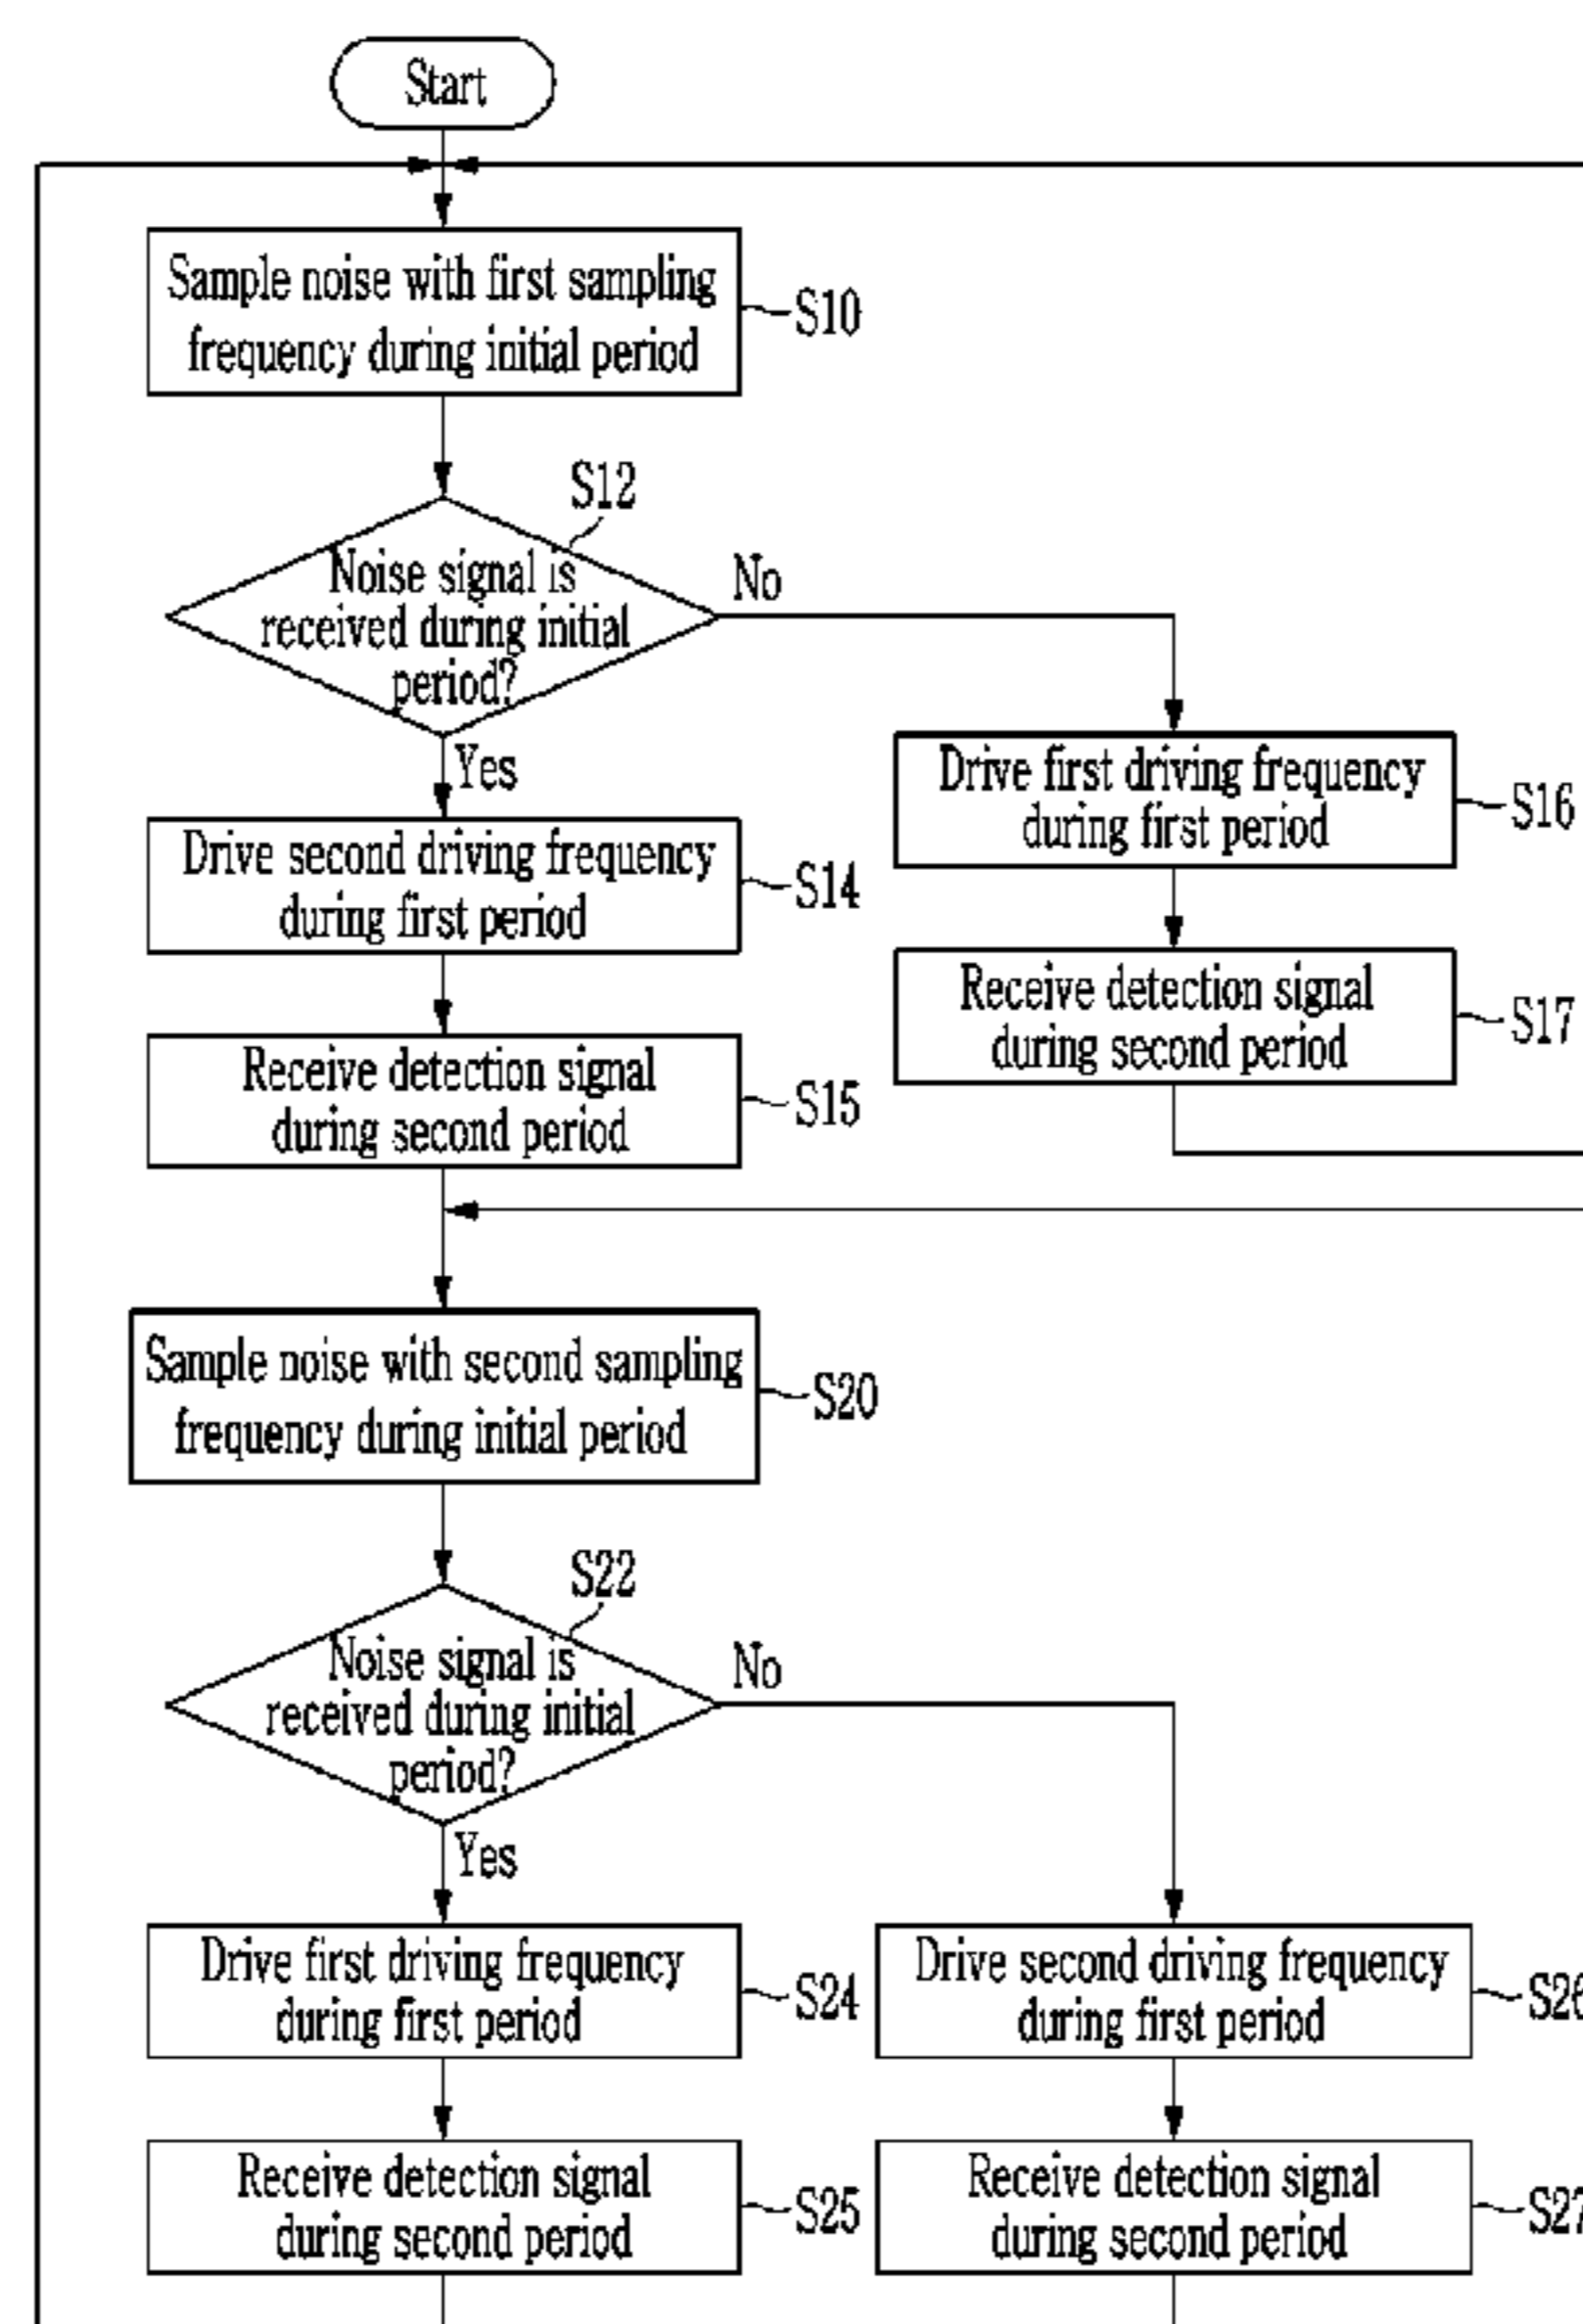 Start
Sample noise with first sampling
frequency during initial period
S10
S12
Noise signal is
received during initial
period?
No
Yes
Drive first driving frequency
during first period
S16
Drive second driving frequency
during first period
S14
Receive detection signal
during second period
S17
Receive detection signal
during second period
S15
Sample noise with second sampling
frequency during initial period
S20
S22
Noise signal is
received during initial
period?
No
Yes
Drive first driving frequency
during first period
S24
Drive second driving frequency
during first period
S26
Receive detection signal
during second period
S25
Receive detection signal
during second period
S27